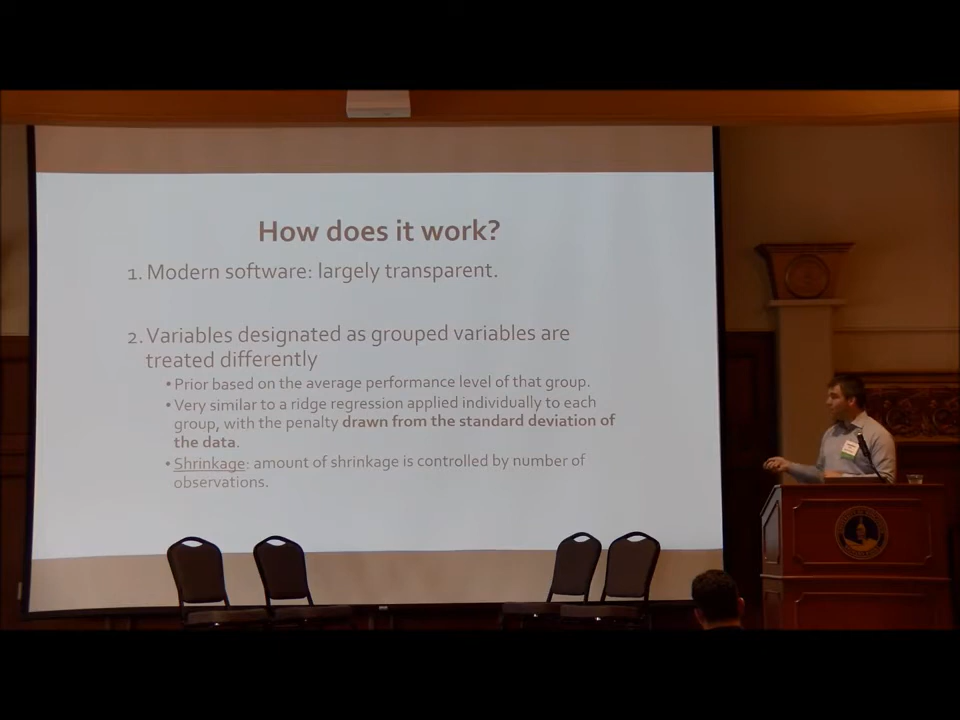 How does it work?
1. Modern software: largely transparent.
2. Variables designated as grouped variables are
treated differently
• Prior based on the average performance level of that group.
• Very similar to a ridge regression applied individually to each
group, with the penalty drawn from the standard deviation of
the data.
• Shrinkage: amount of shrinkage is controlled by number of
observations.